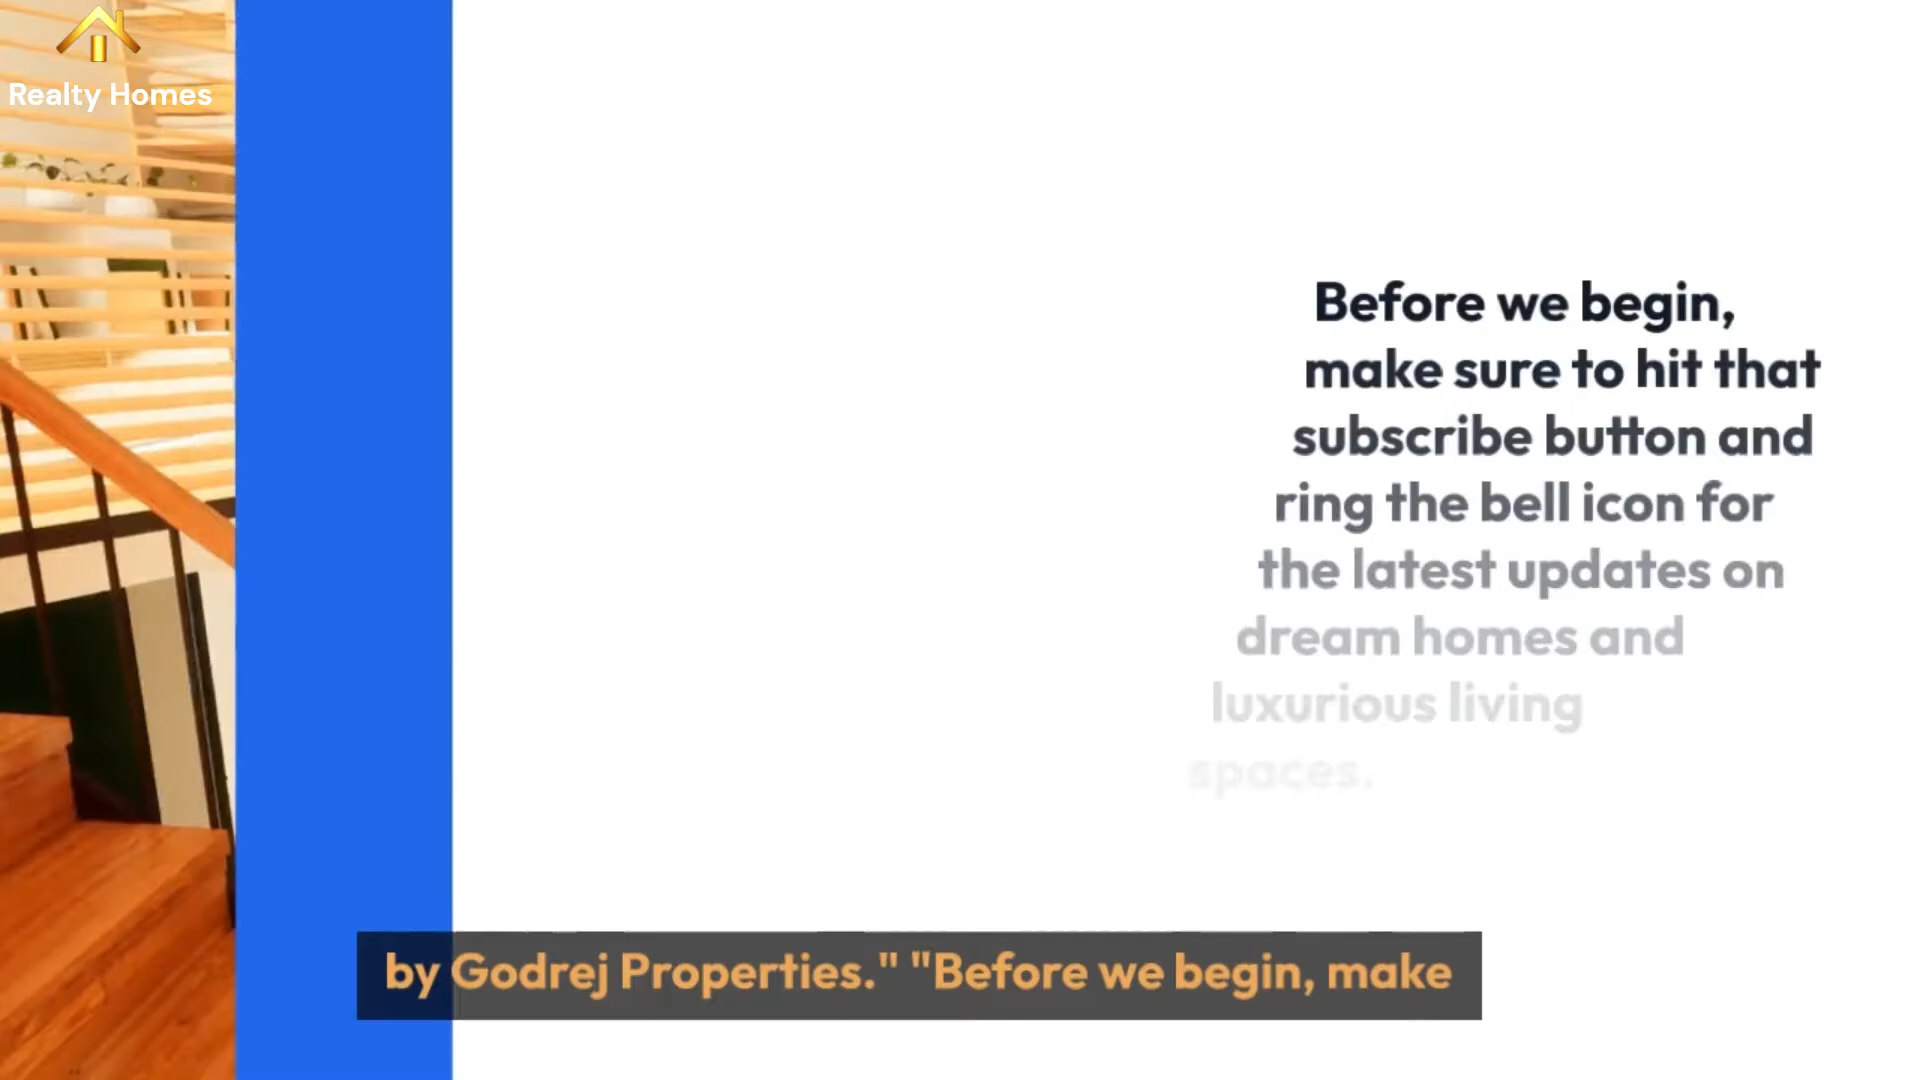 Realty Homes
Before we begin,
make sure to hit that
subscribe button and
ring the bell icon for
the latest updates on
dream homes and
luxurious living
spaces.
by Godrej Properties." "Before we begin, make